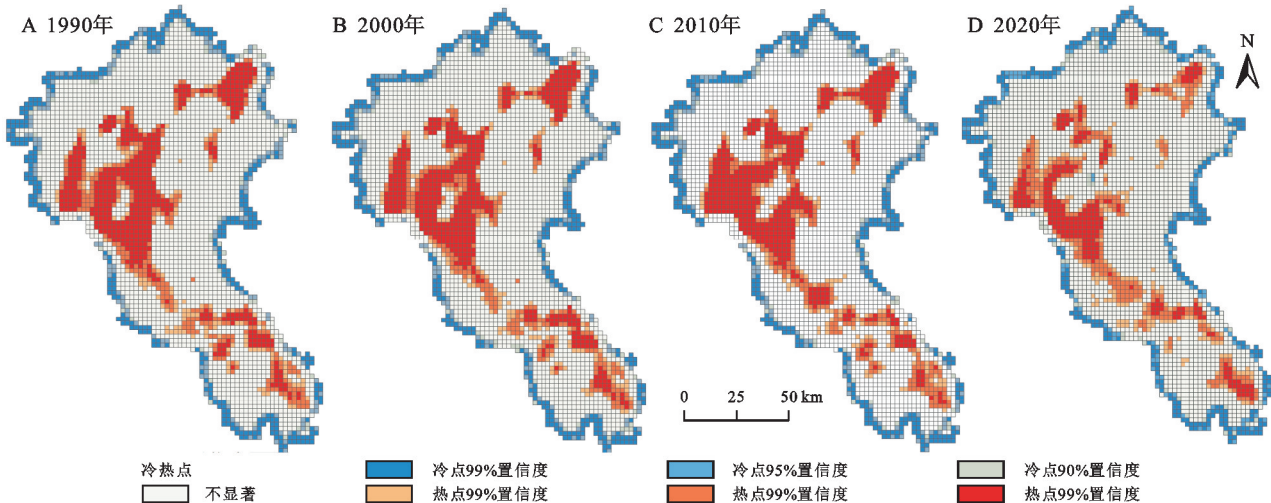 A 1990年
B 2000年
C 2010年
D 2020年
N
0 25 50 km
冷热点
冷点99%置信度
冷点95%置信度
冷点90%置信度
不显著
热点99%置信度
热点99%置信度
热点99%置信度